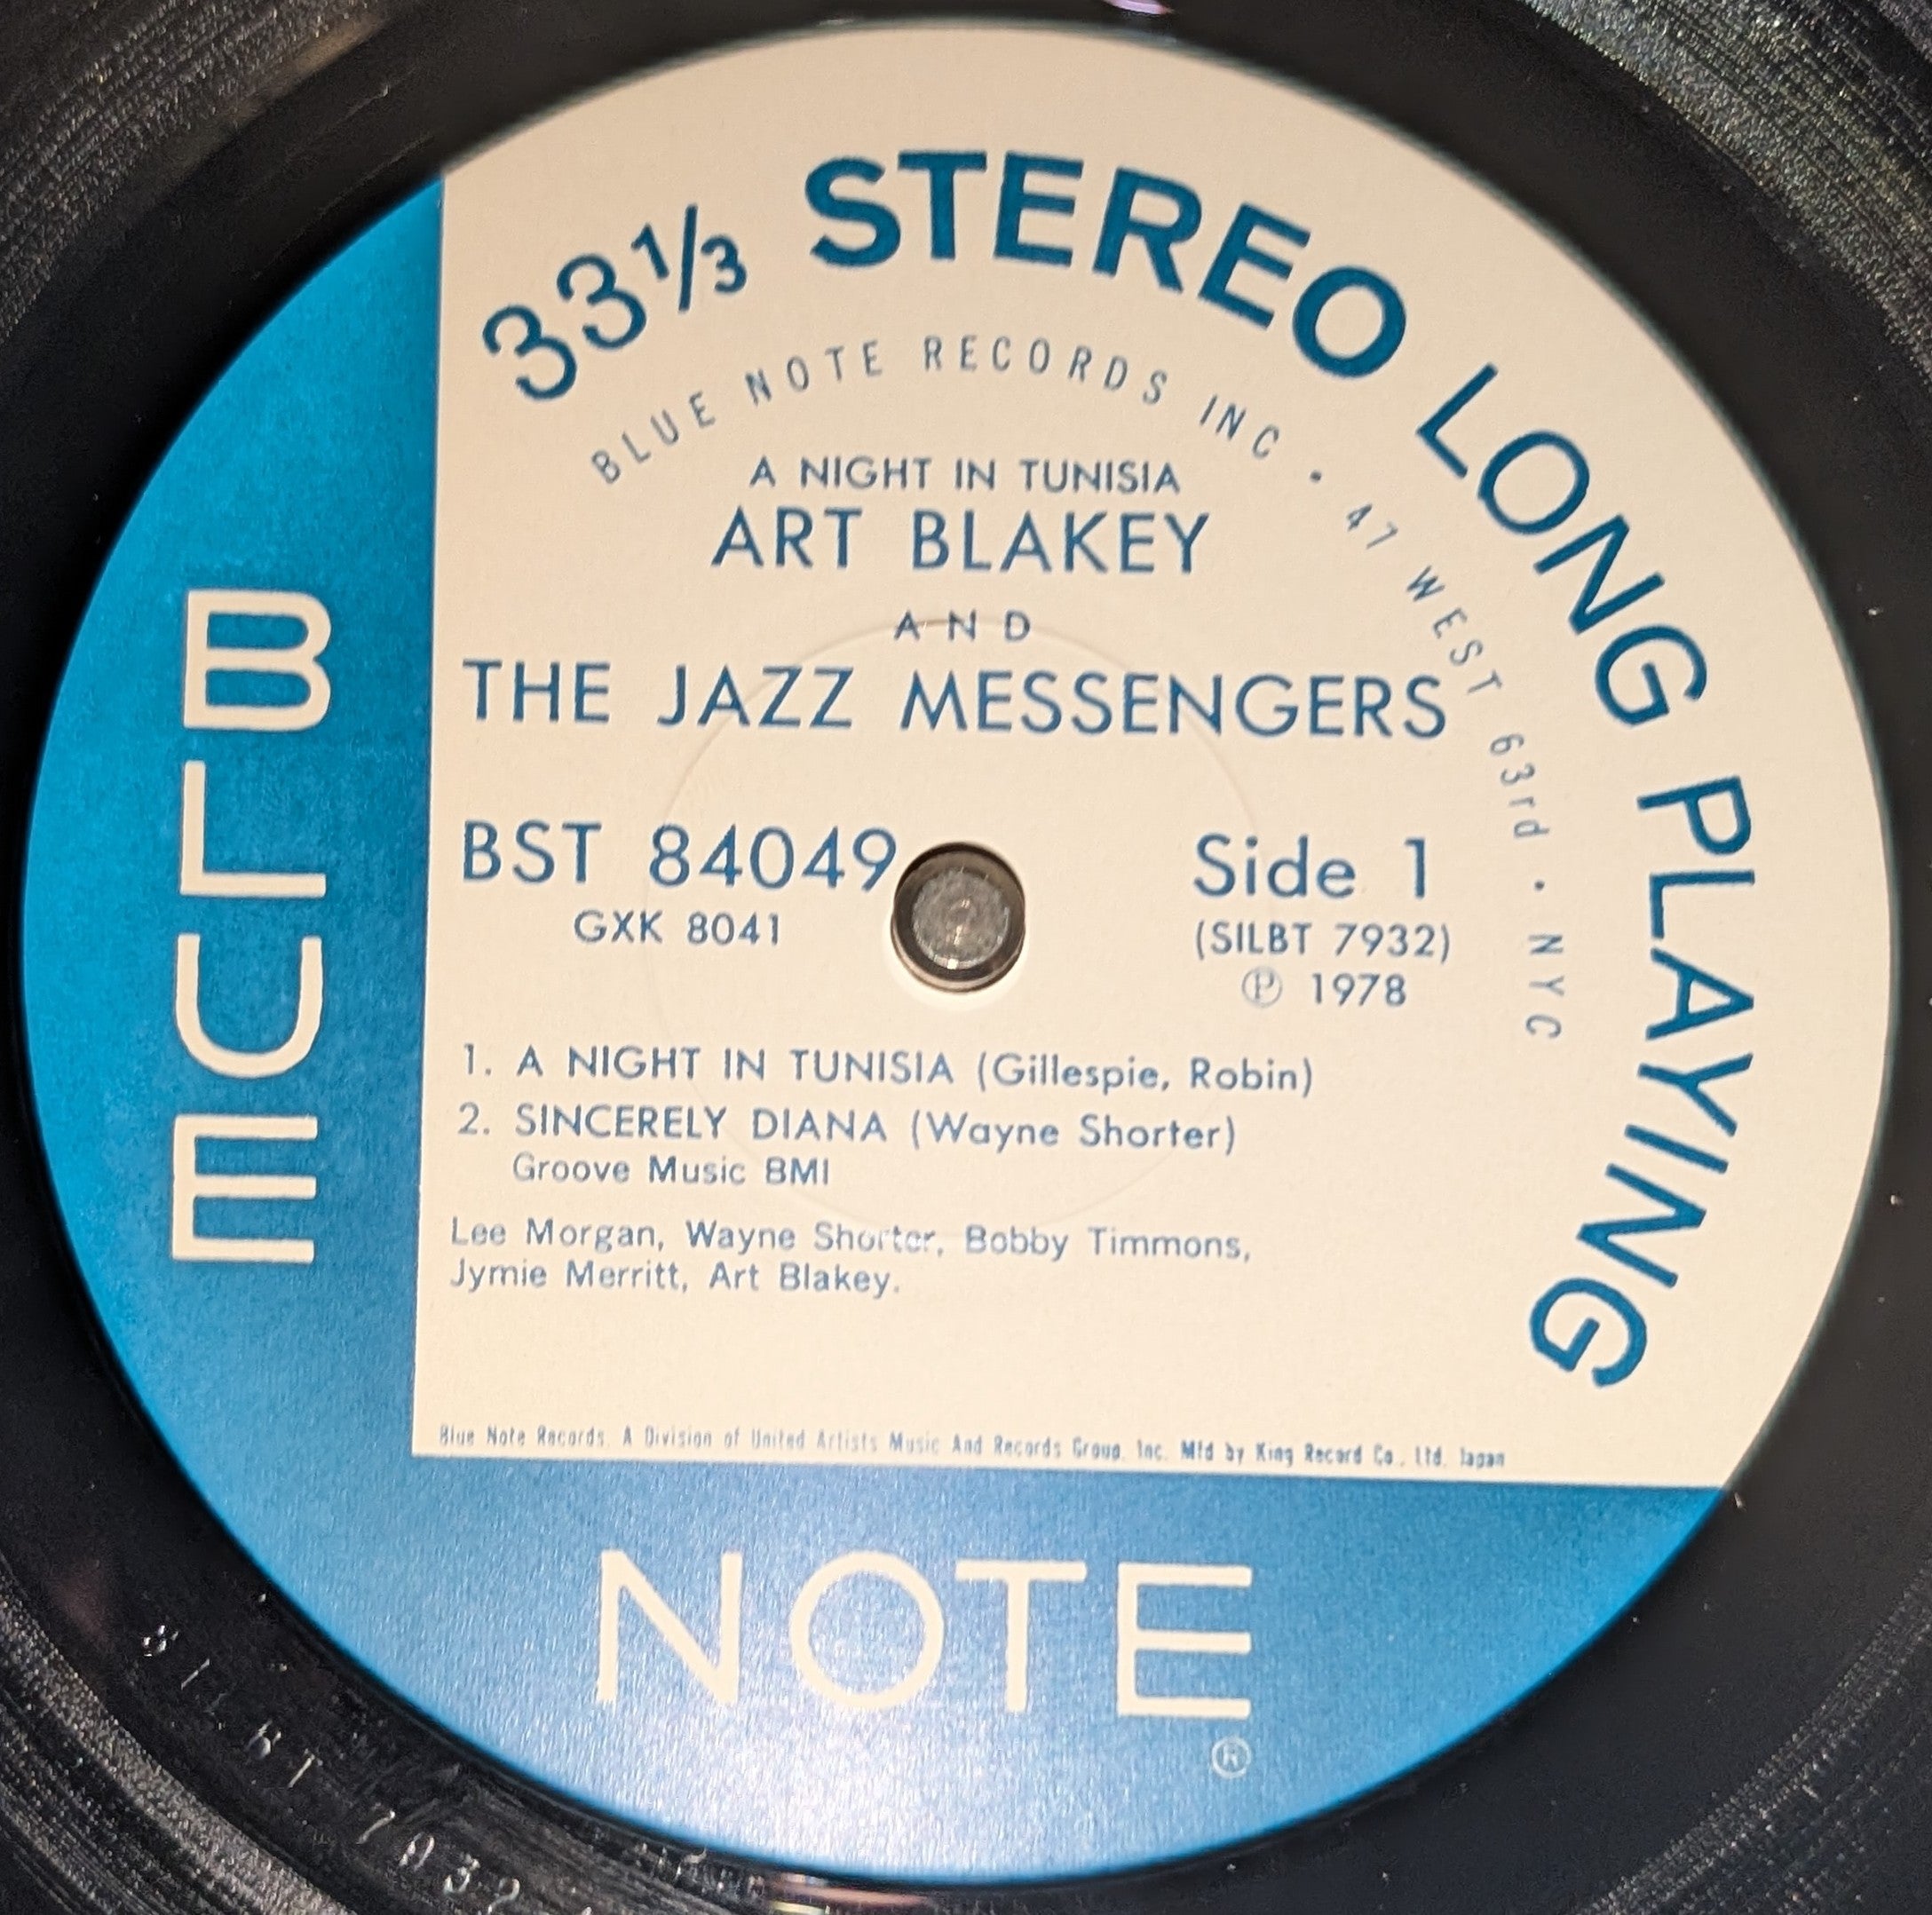 33⅓ STEREO LONG PLAYING
BLUE NOTE RECORDS INC • 47 WEST 63rd • NYC
A NIGHT IN TUNISIA
ART BLAKEY
AND
THE JAZZ MESSENGERS
BST 84049
GXK 8041
Side 1
(SILBT 7932)
Ⓟ 1978
1. A NIGHT IN TUNISIA (Gillespie, Robin)
2. SINCERELY DIANA (Wayne Shorter)
Groove Music BMI
Lee Morgan, Wayne Shorter, Bobby Timmons,
Jymie Merritt, Art Blakey.
Blue Note Records. A Division of United Artists Music And Records Group. Inc. Mfd by King Record Co., Ltd. Japan
BLUE
NOTE
®
SILBT 7932